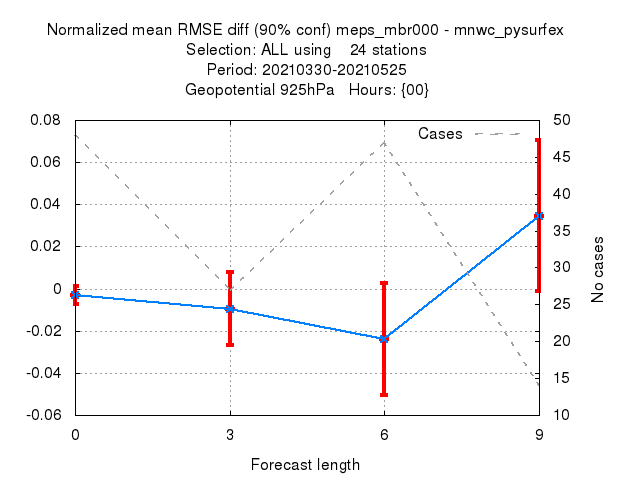 Normalized mean RMSE diff (90% conf) meps_mbr000 - mnwc_pysurfex
Selection: ALL using    24 stations
Period: 20210330-20210525
Geopotential 925hPa   Hours: {00}
Cases
0.08
0.06
0.04
0.02
0
-0.02
-0.04
-0.06
50
45
40
35
30
25
20
15
10
No cases
0 3 6 9
Forecast length